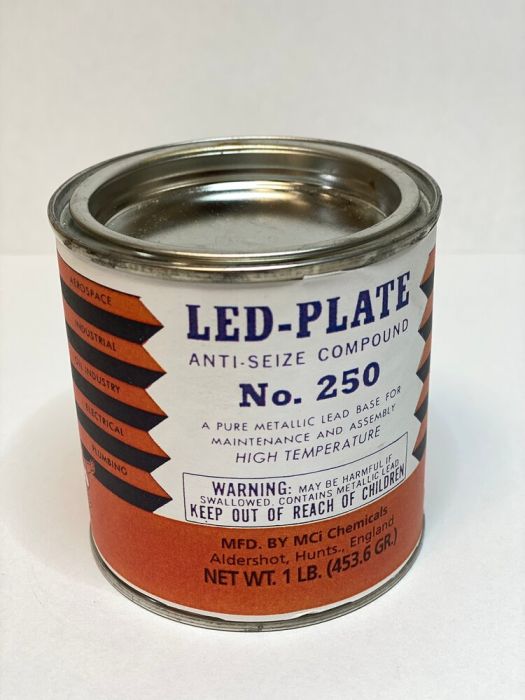 AEROSPACE
INDUSTRIAL
OIL INDUSTRY
ELECTRICAL
PLUMBING
LED-PLATE
ANTI-SEIZE COMPOUND
No. 250
A PURE METALLIC LEAD BASE FOR
MAINTENANCE AND ASSEMBLY
HIGH TEMPERATURE
WARNING: MAY BE HARMFUL IF
SWALLOWED. CONTAINS METALLIC LEAD
KEEP OUT OF REACH OF CHILDREN
MFD. BY MCi Chemicals
Aldershot, Hunts., England
NET WT. 1 LB. (453.6 GR.)